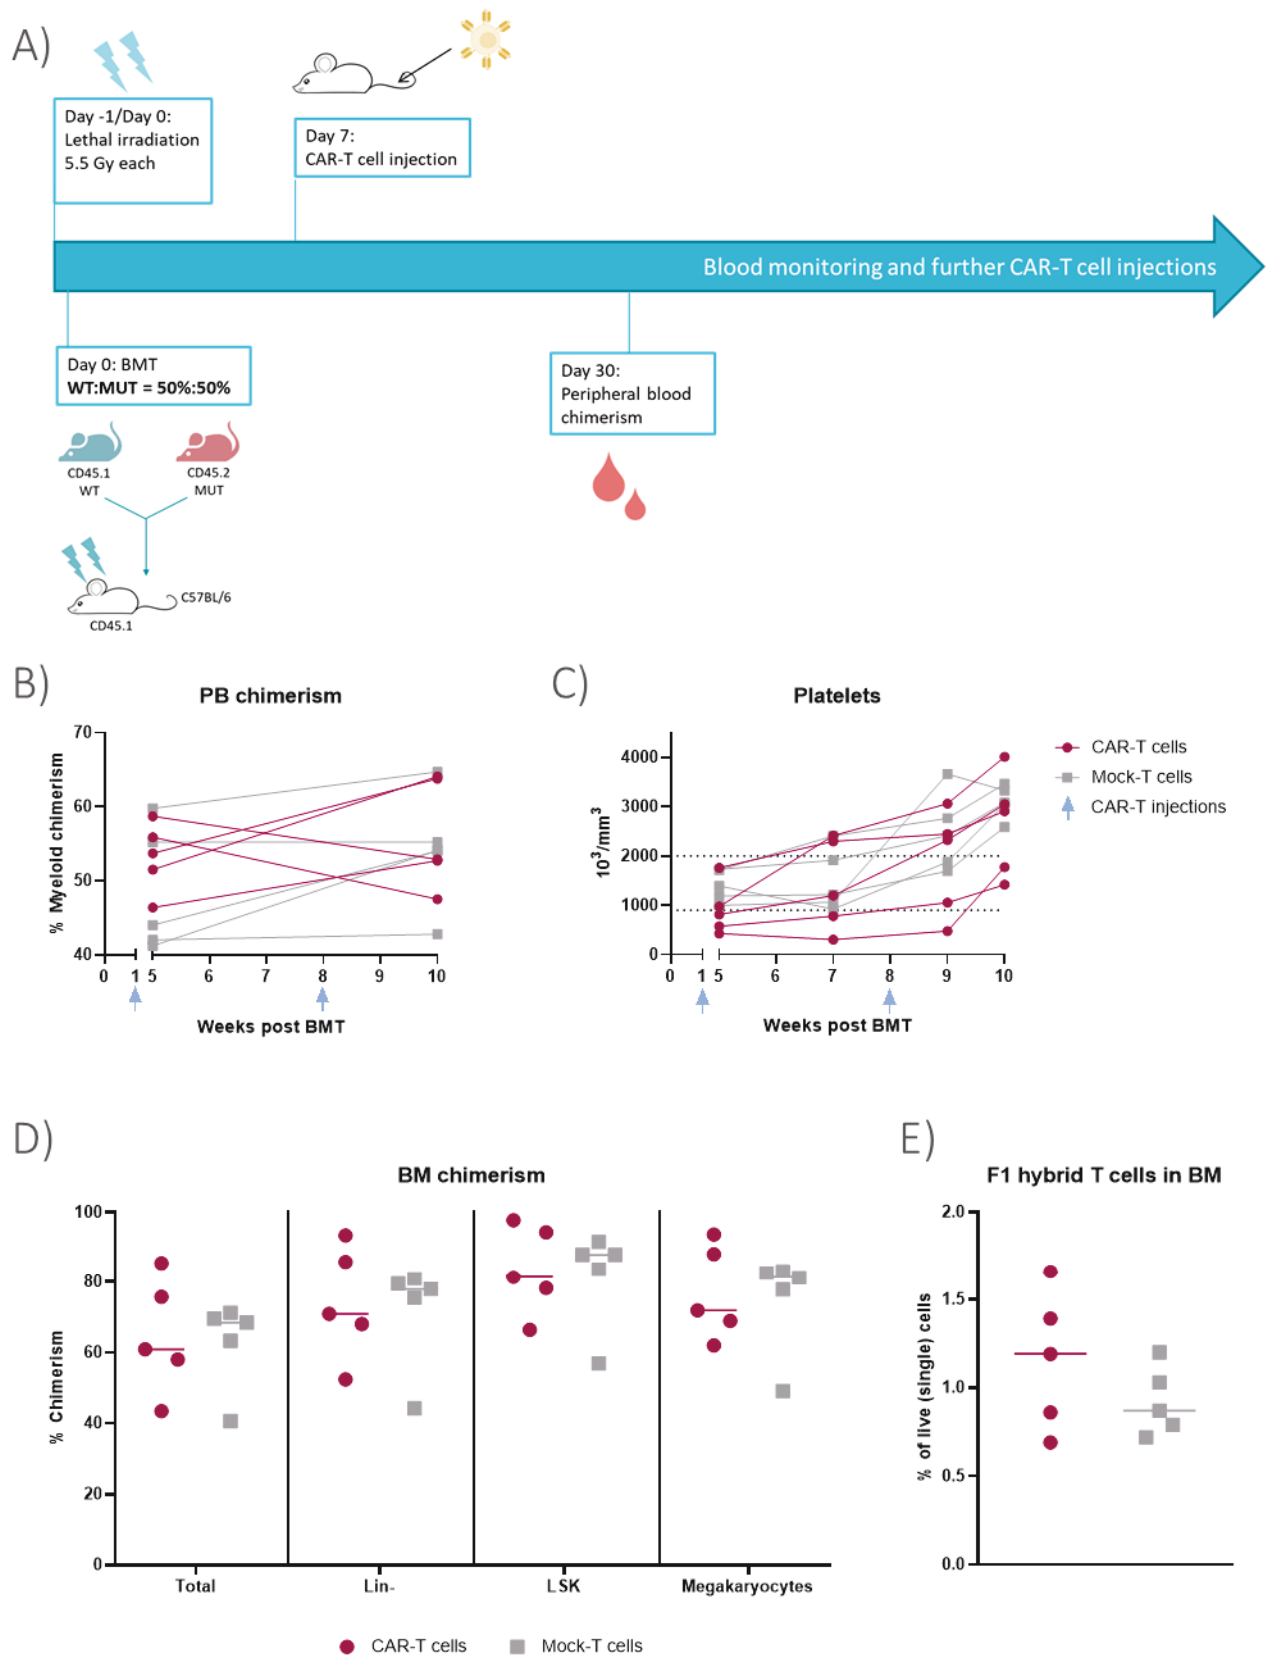 A)
Day -1/Day 0:
Lethal irradiation
5.5 Gy each
Day 7:
CAR-T cell injection
Blood monitoring and further CAR-T cell injections
Day 0: BMT
WT:MUT = 50%:50%
CD45.1
WT
CD45.2
MUT
C57BL/6
CD45.1
Day 30:
Peripheral blood
chimerism
B)
PB chimerism
% Myeloid chimerism
70
60
50
40
0 1 5 6 7 8 9 10
Weeks post BMT
C)
Platelets
10³/mm³
4000
3000
2000
1000
0
0 1 5 6 7 8 9 10
Weeks post BMT
CAR-T cells
Mock-T cells
CAR-T injections
D)
BM chimerism
% Chimerism
100
80
60
40
20
0
Total Lin- LSK Megakaryocytes
CAR-T cells Mock-T cells
E)
F1 hybrid T cells in BM
% of live (single) cells
2.0
1.5
1.0
0.5
0.0